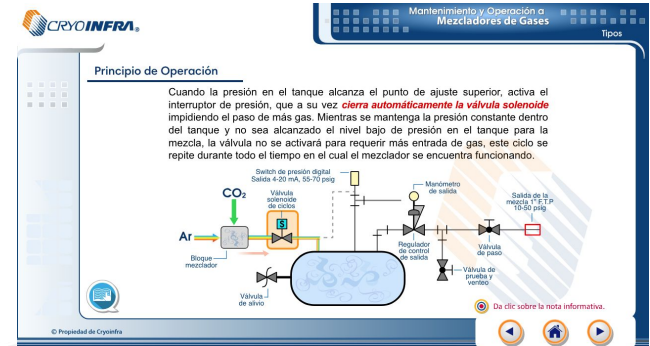 CRYOINFRA®
Mantenimiento y Operación a
Mezcladores de Gases
Tipos
Principio de Operación
Cuando la presión en el tanque alcanza el punto de ajuste superior, activa el
interruptor de presión, que a su vez cierra automáticamente la válvula solenoide
impidiendo el paso de más gas. Mientras se mantenga la presión constante dentro
del tanque y no sea alcanzado el nivel bajo de presión en el tanque para la
mezcla, la válvula no se activará para requerir más entrada de gas, este ciclo se
repite durante todo el tiempo en el cual el mezclador se encuentra funcionando.
Switch de presión digital
Salida 4-20 mA, 55-70 psig
CO2
Válvula
solenoide
de ciclos
S
Manómetro
de salida
Salida de la
mezcla 1" F.T.P
10-50 psig
Ar
Bloque
mezclador
Regulador
de control
de salida
Válvula
de paso
Válvula de
prueba y
venteo
Válvula
de alivio
Da clic sobre la nota informativa.
© Propiedad de Cryoinfra